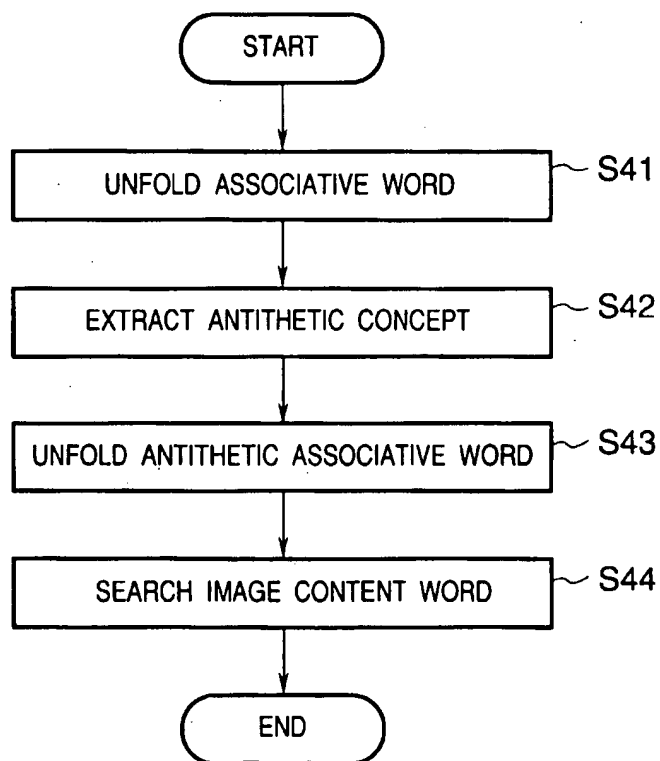 START
UNFOLD ASSOCIATIVE WORD
S41
EXTRACT ANTITHETIC CONCEPT
S42
UNFOLD ANTITHETIC ASSOCIATIVE WORD
S43
SEARCH IMAGE CONTENT WORD
S44
END